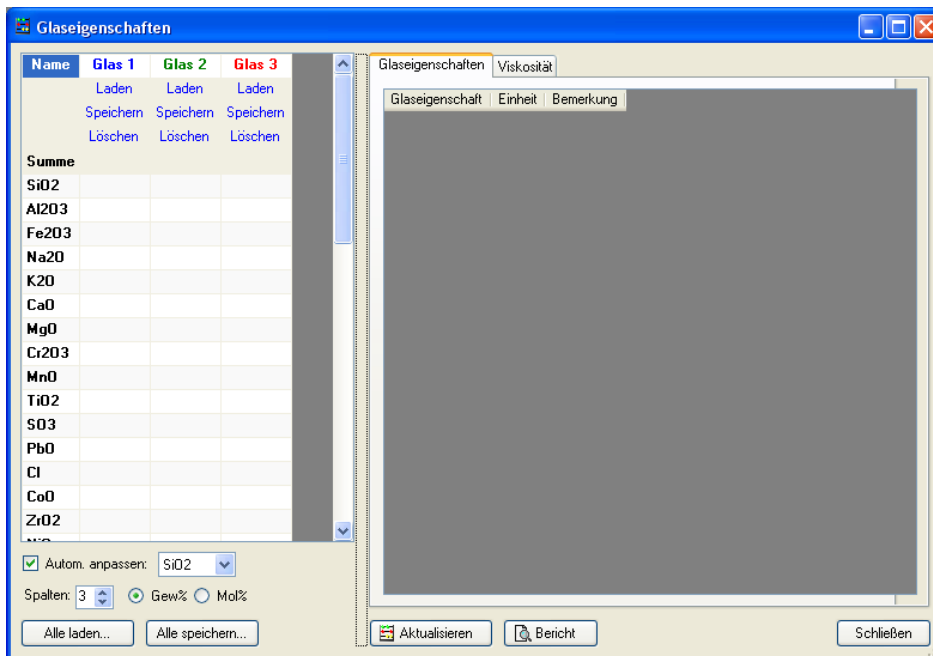 Glaseigenschaften
Name Glas 1 Glas 2 Glas 3
Laden Laden Laden
Speichern Speichern Speichern
Löschen Löschen Löschen
Summe
SiO2
Al2O3
Fe2O3
Na2O
K2O
CaO
MgO
Cr2O3
MnO
TiO2
SO3
PbO
Cl
CoO
ZrO2
Autom. anpassen: SiO2
Spalten: 3 Gew% Mol%
Alle laden... Alle speichern...
Glaseigenschaften Viskosität
Glaseigenschaft Einheit Bemerkung
Aktualisieren Bericht Schließen